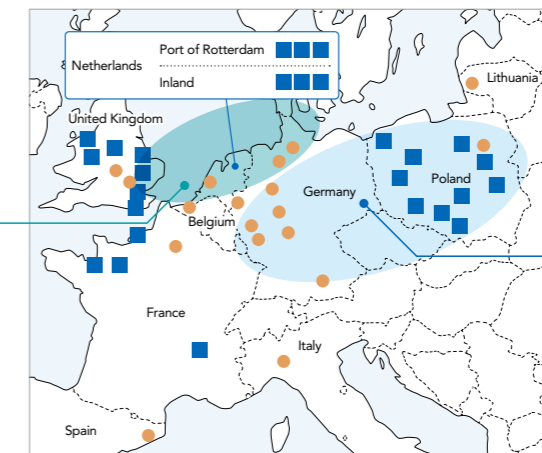 Netherlands
Port of Rotterdam
Inland
Lithuania
United Kingdom
Germany
Poland
Belgium
France
Italy
Spain